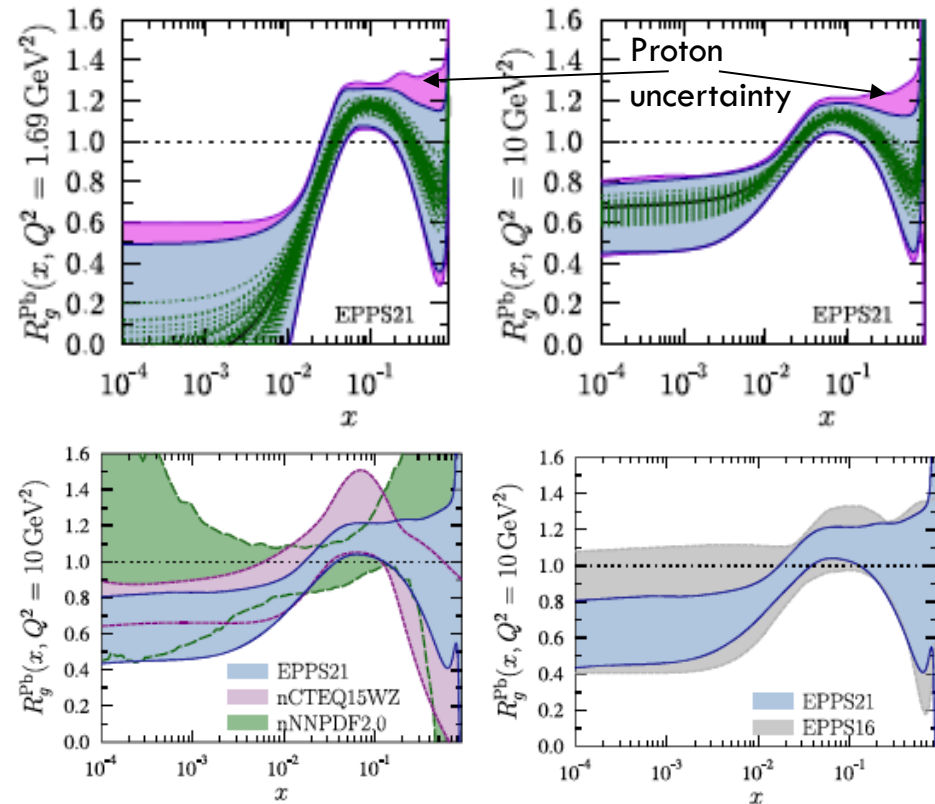 Proton
uncertainty
R_g^Pb(x, Q² = 1.69 GeV²)
1.6
1.4
1.2
1.0
0.8
0.6
0.4
0.2
0.0
EPPS21
10⁻⁴ 10⁻³ 10⁻² 10⁻¹
x
R_g^Pb(x, Q² = 10 GeV²)
1.6
1.4
1.2
1.0
0.8
0.6
0.4
0.2
0.0
EPPS21
10⁻⁴ 10⁻³ 10⁻² 10⁻¹
x
R_g^Pb(x, Q² = 10 GeV²)
1.6
1.4
1.2
1.0
0.8
0.6
0.4
0.2
0.0
EPPS21
nCTEQ15WZ
nNNPDF2.0
10⁻⁴ 10⁻³ 10⁻² 10⁻¹
x
R_g^Pb(x, Q² = 10 GeV²)
1.6
1.4
1.2
1.0
0.8
0.6
0.4
0.2
0.0
EPPS21
EPPS16
10⁻⁴ 10⁻³ 10⁻² 10⁻¹
x